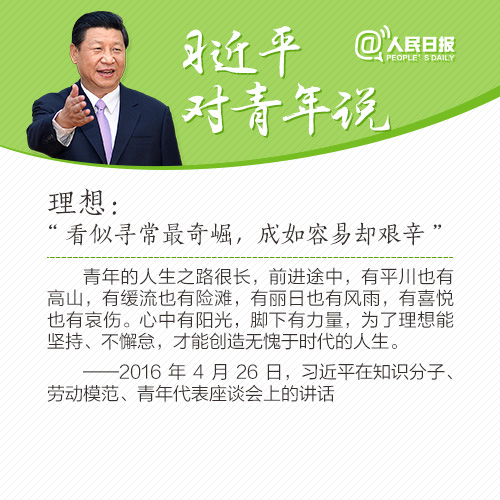 习近平
对青年说
@人民日报
PEOPLE'S DAILY
理想：
“看似寻常最奇崛，成如容易却艰辛”
青年的人生之路很长，前进途中，有平川也有
高山，有缓流也有险滩，有丽日也有风雨，有喜悦
也有哀伤。心中有阳光，脚下有力量，为了理想能
坚持、不懈怠，才能创造无愧于时代的人生。
——2016 年 4 月 26 日，习近平在知识分子、
劳动模范、青年代表座谈会上的讲话